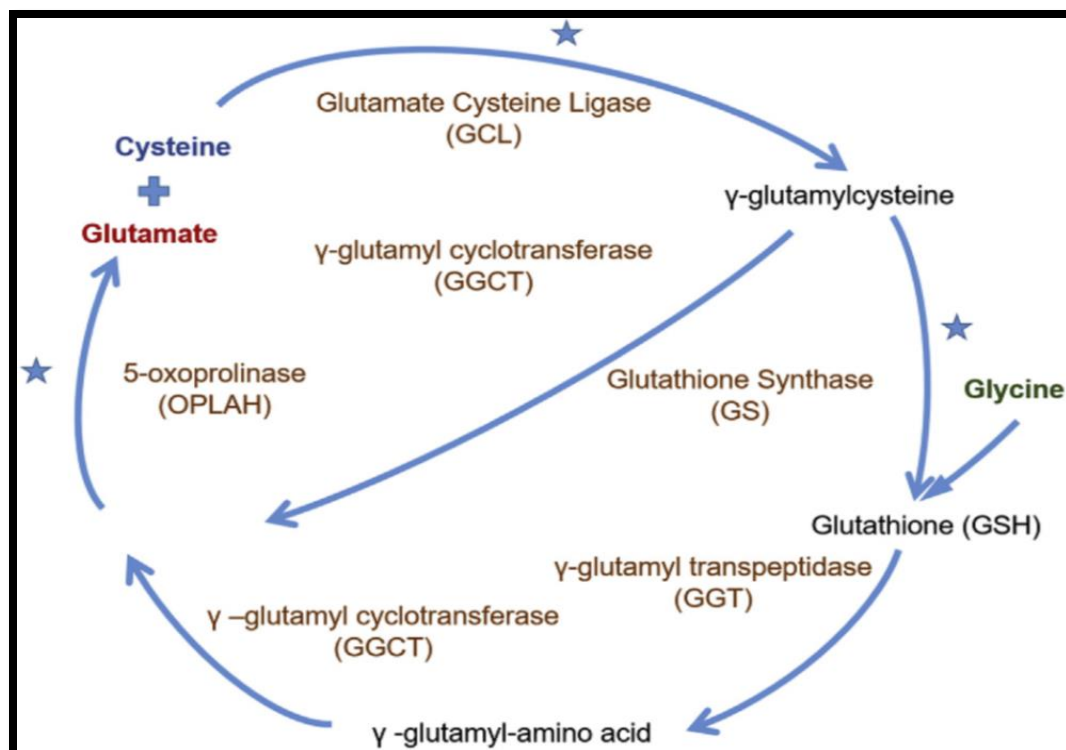 Glutamate Cysteine Ligase
(GCL)
Cysteine
Glutamate
γ-glutamylcysteine
γ-glutamyl cyclotransferase
(GGCT)
5-oxoprolinase
(OPLAH)
Glutathione Synthase
(GS)
Glycine
Glutathione (GSH)
γ-glutamyl transpeptidase
(GGT)
γ –glutamyl cyclotransferase
(GGCT)
γ -glutamyl-amino acid